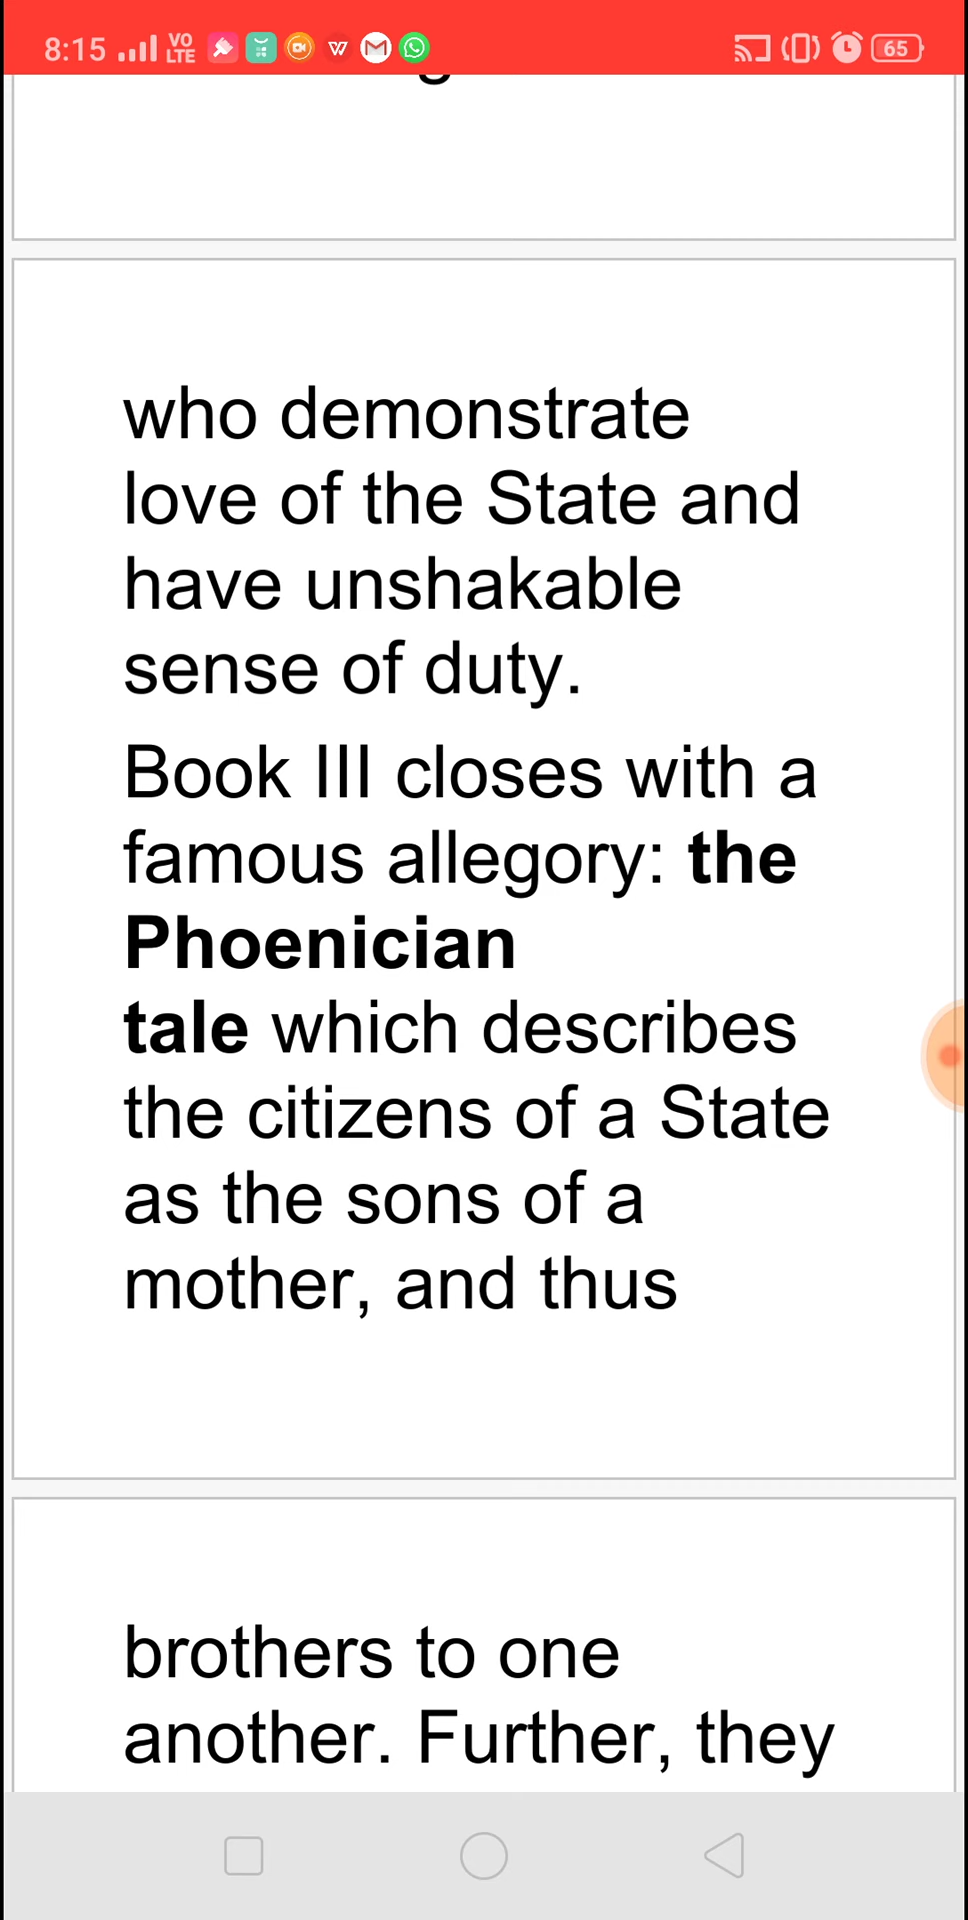 8:15 VO LTE 65
who demonstrate
love of the State and
have unshakable
sense of duty.
Book III closes with a
famous allegory: the
Phoenician
tale which describes
the citizens of a State
as the sons of a
mother, and thus
brothers to one
another. Further, they